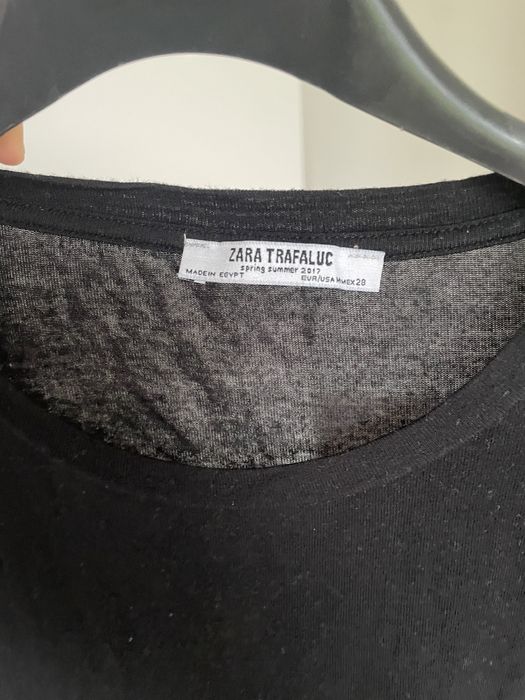 ZARA TRAFALUC
spring summer 2017
MADE IN EGYPT EUR/USA M MEX 28